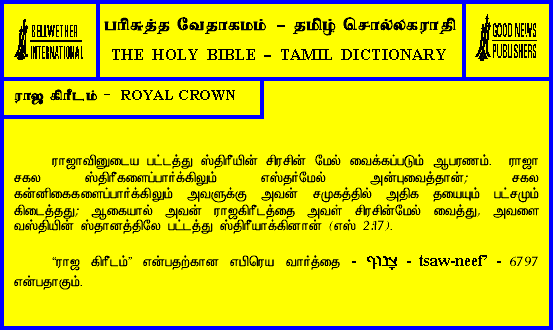 BELLWETHER
INTERNATIONAL
பரிசுத்த வேதாகமம் – தமிழ் சொல்லகராதி
THE HOLY BIBLE – TAMIL DICTIONARY
GOOD NEWS
PUBLISHERS
ராஜ கிரீடம் - ROYAL CROWN
ராஜாவினுடைய பட்டத்து ஸ்திரீயின் சிரசின் மேல் வைக்கப்படும் ஆபரணம். ராஜா
சகல ஸ்திரீகளைப்பார்க்கிலும் எஸ்தர்மேல் அன்புவைத்தான்; சகல
கன்னிகைகளைப்பார்க்கிலும் அவளுக்கு அவன் சமுகத்தில் அதிக தயையும் பட்சமும்
கிடைத்தது; ஆகையால் அவன் ராஜகிரீடத்தை அவள் சிரசின்மேல் வைத்து, அவளை
வஸ்தியின் ஸ்தானத்திலே பட்டத்து ஸ்திரீயாக்கினான் (எஸ் 2:17).
“ராஜ கிரீடம்” என்பதற்கான எபிரெய வார்த்தை - - tsaw-neef’ - 6797
என்பதாகும்.